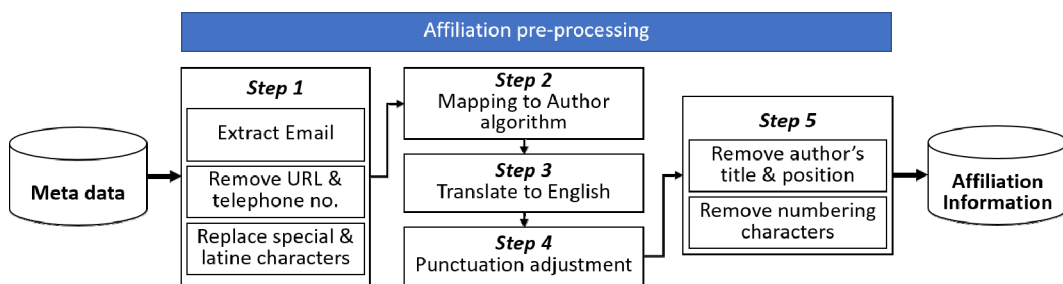 Affiliation pre-processing
Meta data
Step 1
Extract Email
Remove URL &
telephone no.
Replace special &
latine characters
Step 2
Mapping to Author
algorithm
Step 3
Translate to English
Step 4
Punctuation adjustment
Step 5
Remove author's
title & position
Remove numbering
characters
Affiliation
Information